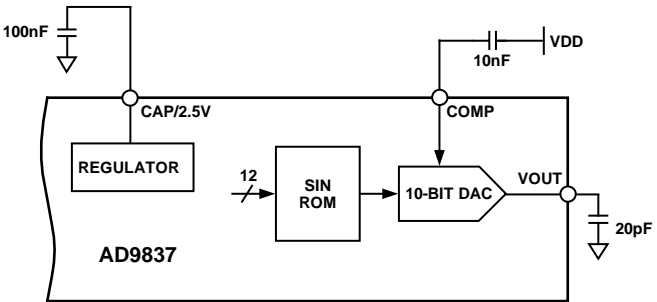 100nF
VDD
10nF
CAP/2.5V
COMP
REGULATOR
12
SIN
ROM
10-BIT DAC
VOUT
20pF
AD9837